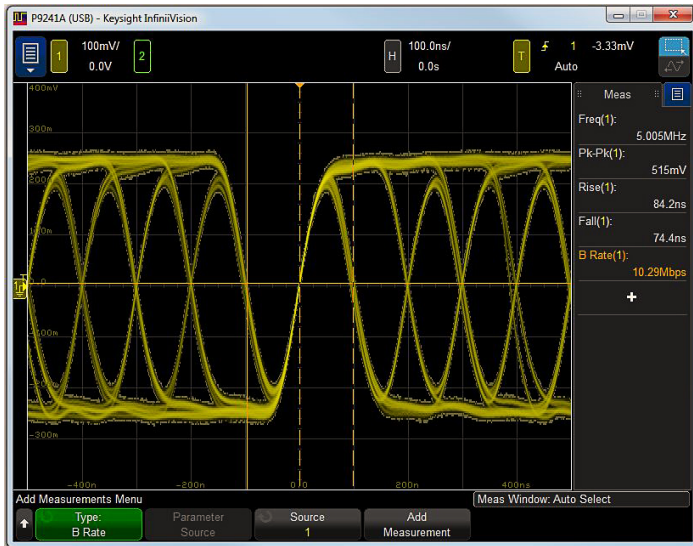 P9241A (USB) - Keysight InfiniiVision
1
100mV/
0.0V
2
H
100.0ns/
0.0s
T
1
-3.33mV
Auto
400mV
300m
200m
100m
0.0
-100m
-200m
-300m
-400n
-200n
0.0
200n
400ns
Meas
Freq(1):
5.005MHz
Pk-Pk(1):
515mV
Rise(1):
84.2ns
Fall(1):
74.4ns
B Rate(1):
10.29Mbps
+
Add Measurements Menu
Meas Window: Auto Select
Type:
B Rate
Parameter
Source
Source
1
Add
Measurement